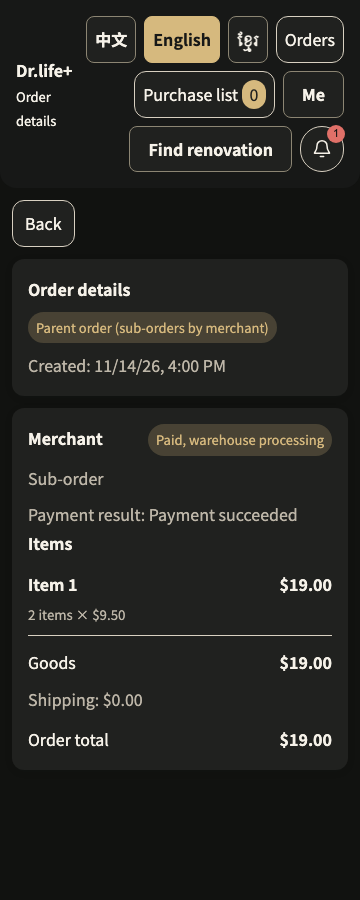 中文
English
ខ្មែរ
Orders
Dr.life+
Order
details
Purchase list 0
Me
Find renovation
1
Back
Order details
Parent order (sub-orders by merchant)
Created: 11/14/26, 4:00 PM
Merchant
Paid, warehouse processing
Sub-order
Payment result: Payment succeeded
Items
Item 1 $19.00
2 items × $9.50
Goods $19.00
Shipping: $0.00
Order total $19.00